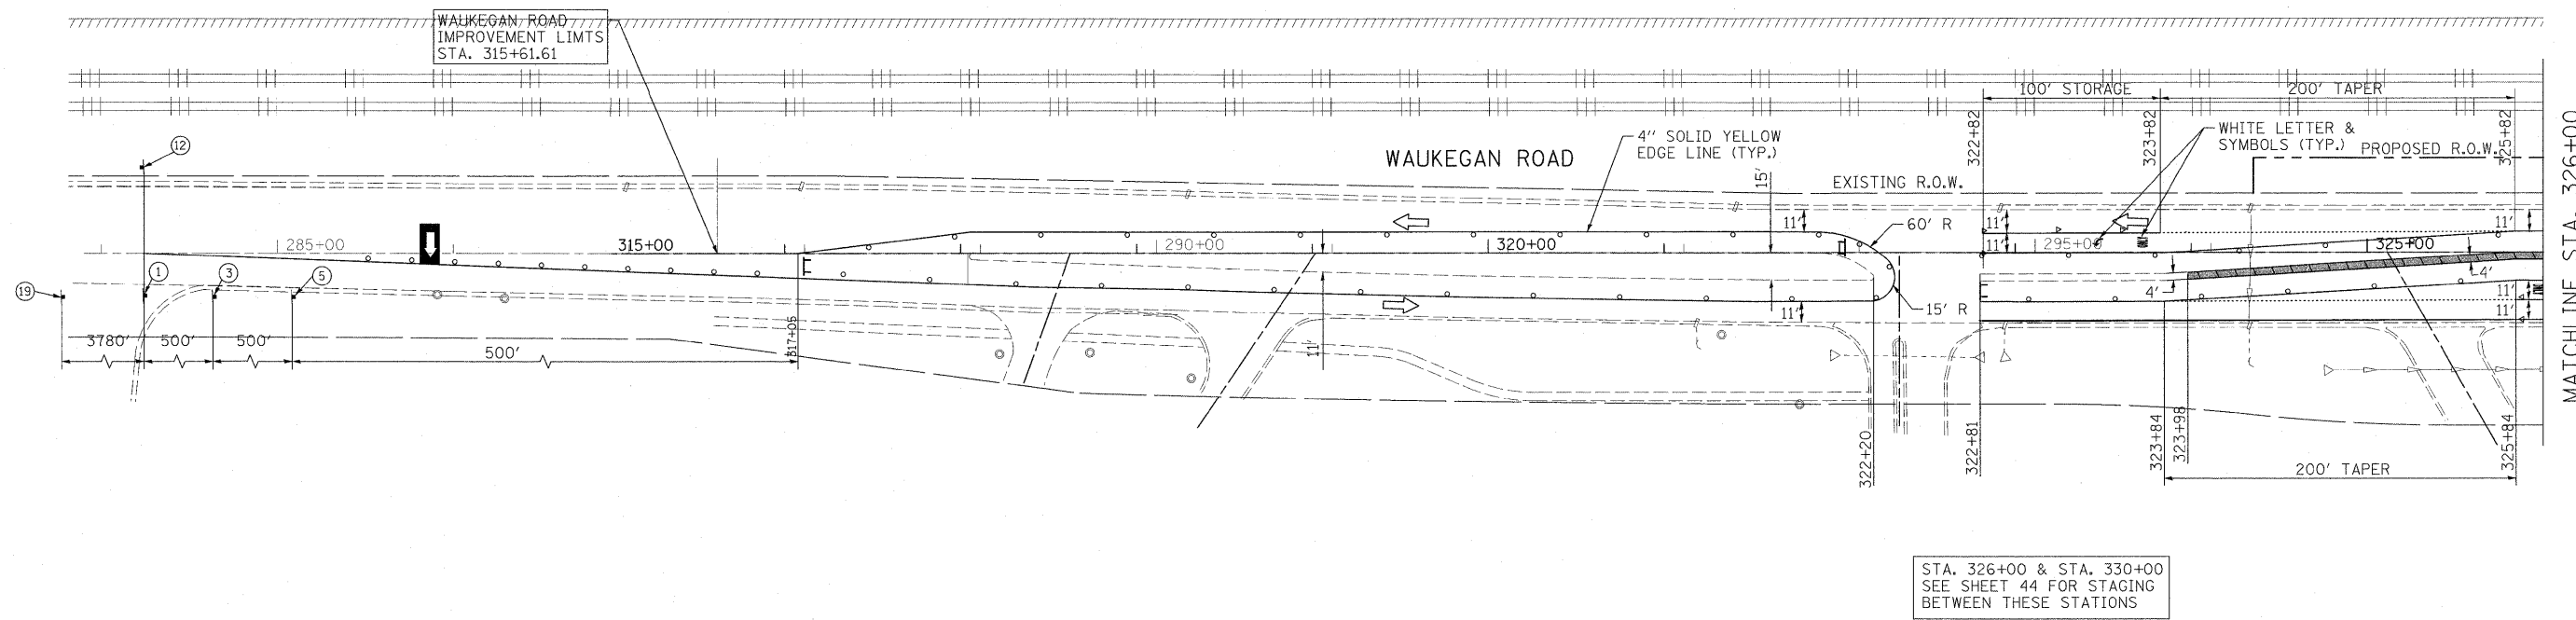 WAUKEGAN ROAD
IMPROVEMENT LIMTS
STA. 315+61.61
100' STORAGE
200' TAPER
322+82
323+82
325+82
4" SOLID YELLOW
EDGE LINE (TYP.)
WHITE LETTER &
SYMBOLS (TYP.)
PROPOSED R.O.W.
WAUKEGAN ROAD
EXISTING R.O.W.
MATCHLINE STA. 326+00
12
15'
11'
60' R
11'
11'
11'
285+00
315+00
290+00
320+00
295+00
325+00
19
1
3
5
4'
4'
15' R
11'
11'
11'
11'
3780'
500'
500'
500'
317+05
322+20
322+81
323+84
323+98
325+84
200' TAPER
STA. 326+00 & STA. 330+00
SEE SHEET 44 FOR STAGING
BETWEEN THESE STATIONS